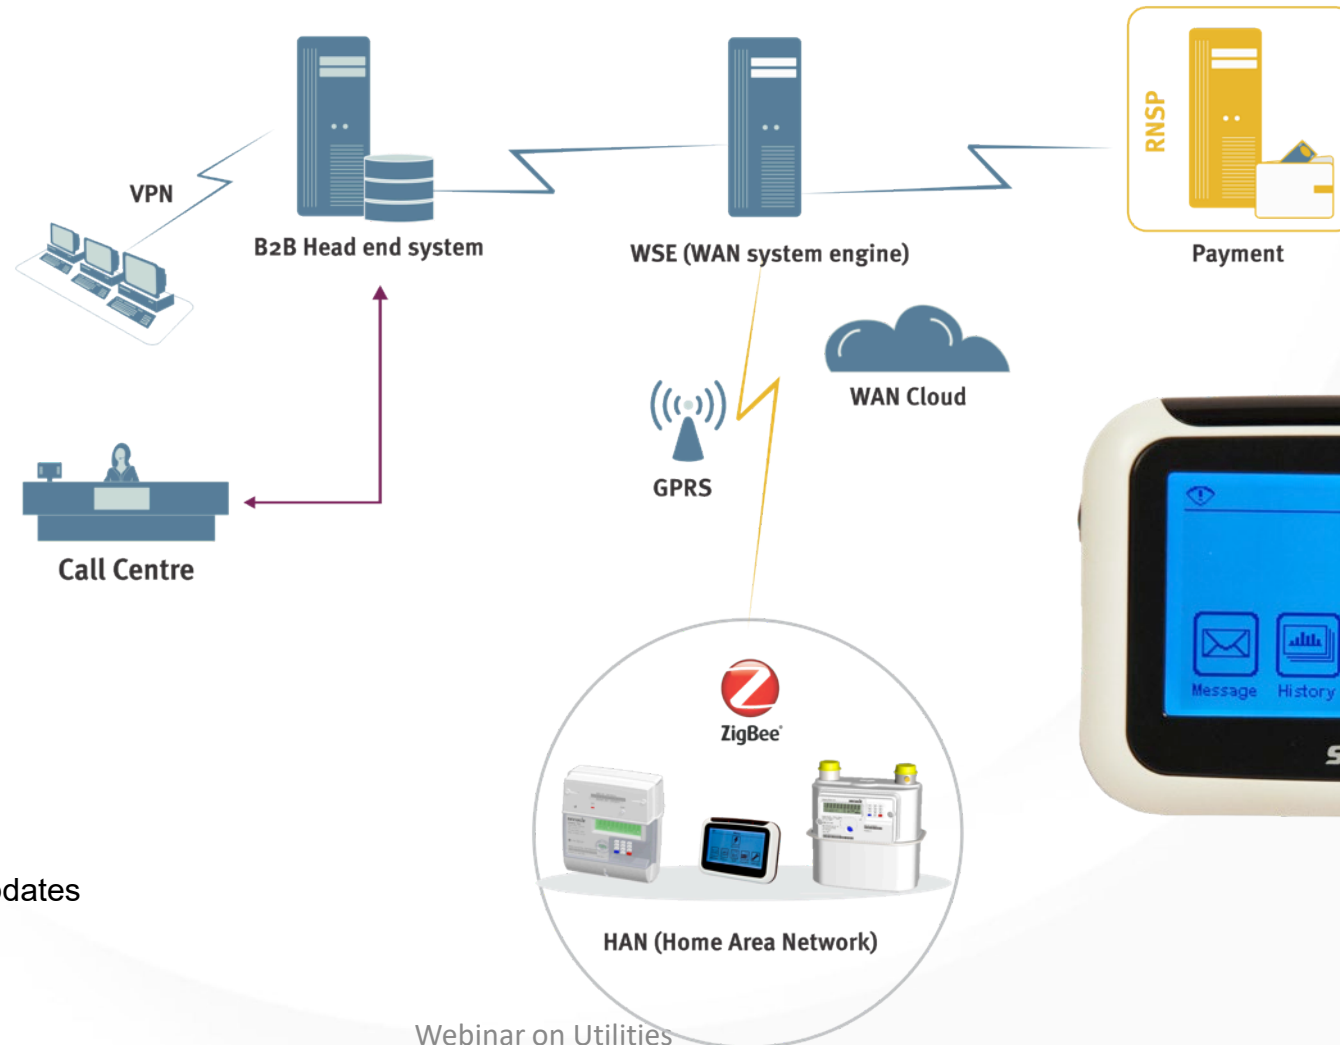 RNSP
VPN
B2B Head end system
WSE (WAN system engine)
Payment
WAN Cloud
GPRS
Call Centre
Message
History
ZigBee
HAN (Home Area Network)
Webinar on Utilities